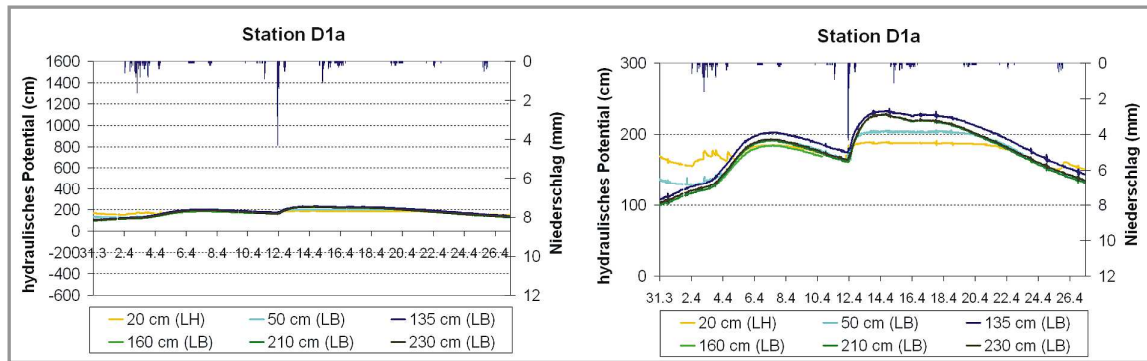 Station D1a
hydraulisches Potential (cm)
1600
1400
1200
1000
800
600
400
200
0
-200
-400
-600
31.3 2.4 4.4 6.4 8.4 10.4 12.4 14.4 16.4 18.4 20.4 22.4 24.4 26.4
0
2
4
6
8
10
12
Niederschlag (mm)
20 cm (LH) 50 cm (LB) 135 cm (LB)
160 cm (LB) 210 cm (LB) 230 cm (LB)
Station D1a
hydraulisches Potential (cm)
300
200
100
0
31.3 2.4 4.4 6.4 8.4 10.4 12.4 14.4 16.4 18.4 20.4 22.4 24.4 26.4
0
2
4
6
8
10
12
Niederschlag (mm)
20 cm (LH) 50 cm (LB) 135 cm (LB)
160 cm (LB) 210 cm (LB) 230 cm (LB)